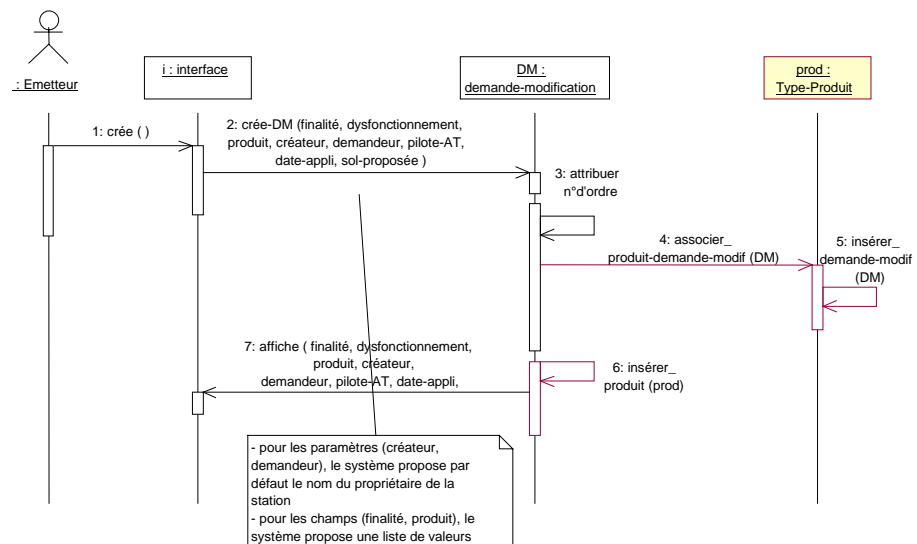 : Emetteur
i : interface
DM :
demande-modification
prod :
Type-Produit
1: crée ( )
2: crée-DM (finalité, dysfonctionnement,
produit, créateur, demandeur, pilote-AT,
date-appli, sol-proposée )
3: attribuer
n°d'ordre
4: associer_
produit-demande-modif (DM)
5: insérer_
demande-modif
(DM)
7: affiche ( finalité, dysfonctionnement,
produit, créateur,
demandeur, pilote-AT, date-appli,
6: insérer_
produit (prod)
- pour les paramètres (créateur,
demandeur), le système propose par
défaut le nom du propriétaire de la
station
- pour les champs (finalité, produit), le
système propose une liste de valeurs